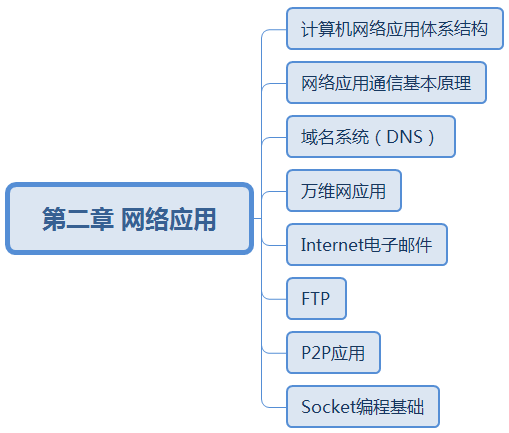 第二章 网络应用
计算机网络应用体系结构
网络应用通信基本原理
域名系统（DNS）
万维网应用
Internet电子邮件
FTP
P2P应用
Socket编程基础